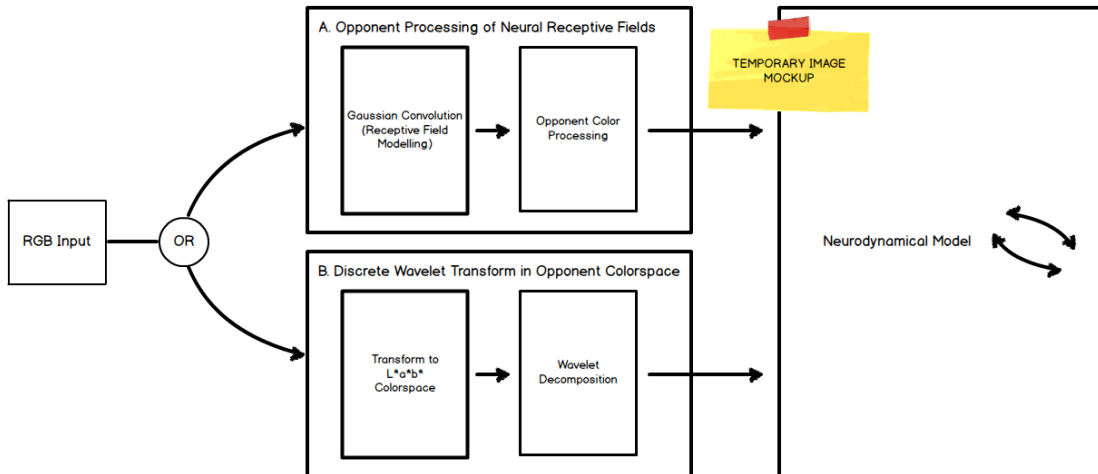 A. Opponent Processing of Neural Receptive Fields
Gaussian Convolution
(Receptive Field
Modelling)
Opponent Color
Processing
TEMPORARY IMAGE
MOCKUP
RGB Input
OR
Neurodynamical Model
B. Discrete Wavelet Transform in Opponent Colorspace
Transform to
L*a*b*
Colorspace
Wavelet
Decomposition